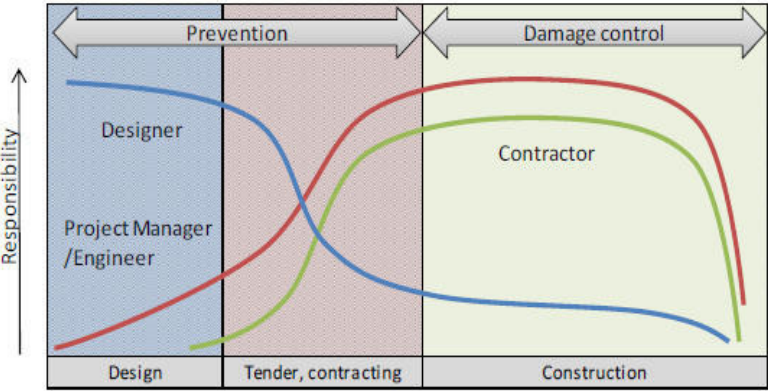 Prevention
Damage control
Responsibility
Designer
Contractor
Project Manager
/Engineer
Design
Tender, contracting
Construction